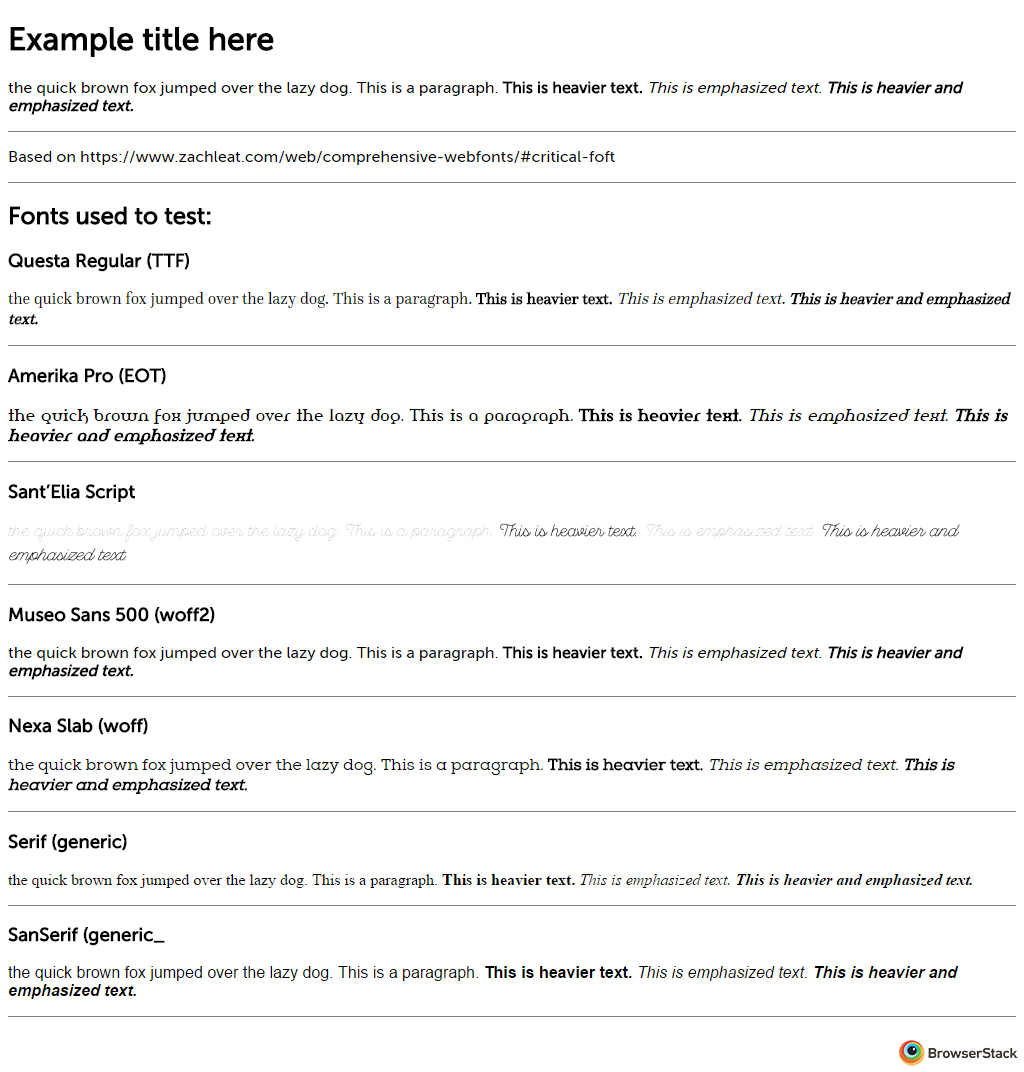 Example title here
the quick brown fox jumped over the lazy dog. This is a paragraph. This is heavier text. This is emphasized text. This is heavier and
emphasized text.
Based on https://www.zachleat.com/web/comprehensive-webfonts/#critical-foft
Fonts used to test:
Questa Regular (TTF)
the quick brown fox jumped over the lazy dog. This is a paragraph. This is heavier text. This is emphasized text. This is heavier and emphasized
text.
Amerika Pro (EOT)
the quick brown fox jumped over the lazy dog. This is a paragraph. This is heavier text. This is emphasized text. This is
heavier and emphasized text.
Sant’Elia Script
the quick brown fox jumped over the lazy dog. This is a paragraph. This is heavier text. This is emphasized text. This is heavier and
emphasized text.
Museo Sans 500 (woff2)
the quick brown fox jumped over the lazy dog. This is a paragraph. This is heavier text. This is emphasized text. This is heavier and
emphasized text.
Nexa Slab (woff)
the quick brown fox jumped over the lazy dog. This is a paragraph. This is heavier text. This is emphasized text. This is
heavier and emphasized text.
Serif (generic)
the quick brown fox jumped over the lazy dog. This is a paragraph. This is heavier text. This is emphasized text. This is heavier and emphasized text.
SanSerif (generic_
the quick brown fox jumped over the lazy dog. This is a paragraph. This is heavier text. This is emphasized text. This is heavier and
emphasized text.
BrowserStack